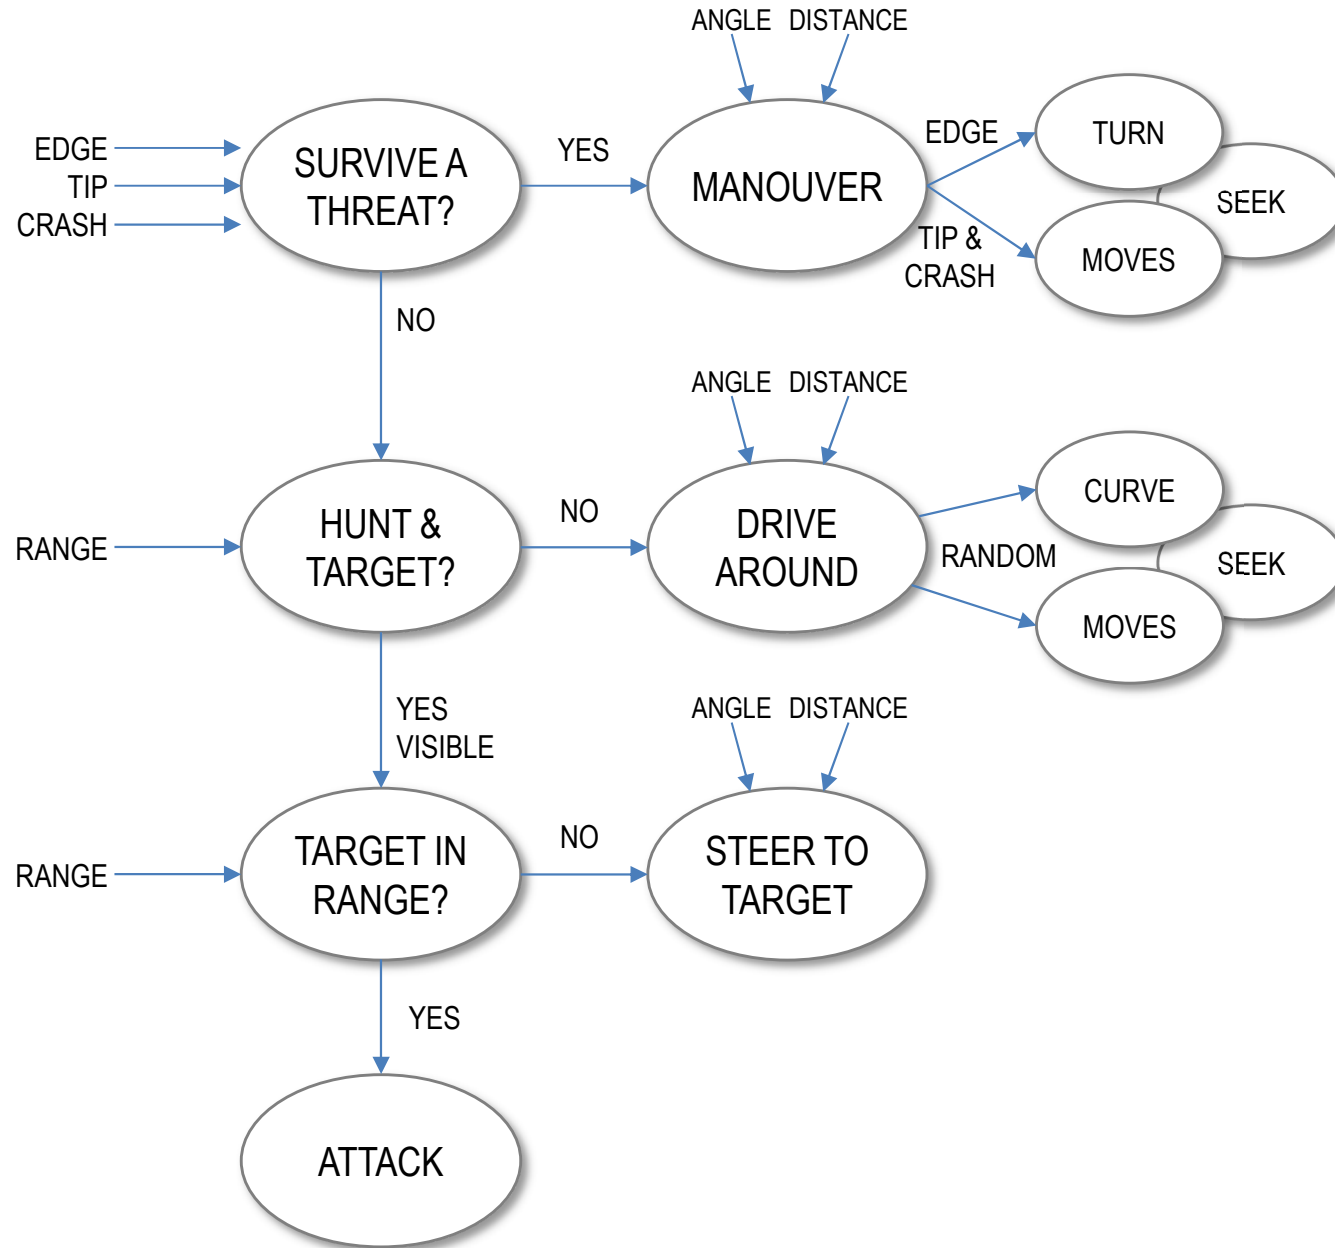 ANGLE DISTANCE
EDGE
TIP
CRASH
SURVIVE A
THREAT?
YES
MANOUVER
EDGE
TIP &
CRASH
TURN
SEEK
MOVES
NO
ANGLE DISTANCE
RANGE
HUNT &
TARGET?
NO
DRIVE
AROUND
RANDOM
CURVE
SEEK
MOVES
YES
VISIBLE
ANGLE DISTANCE
RANGE
TARGET IN
RANGE?
NO
STEER TO
TARGET
YES
ATTACK